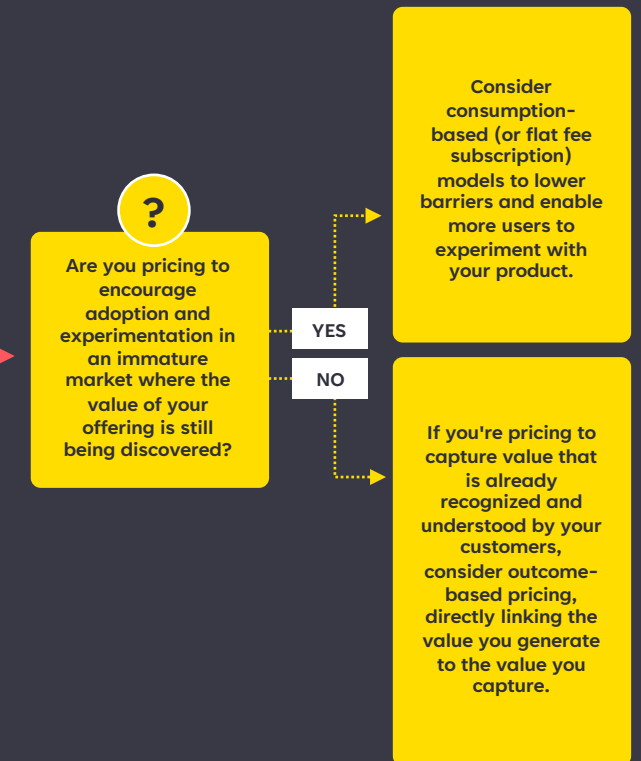 ?
Are you pricing to
encourage
adoption and
experimentation in
an immature
market where the
value of your
offering is still
being discovered?
YES
NO
Consider
consumption-
based (or flat fee
subscription)
models to lower
barriers and enable
more users to
experiment with
your product.
If you're pricing to
capture value that
is already
recognized and
understood by your
customers,
consider outcome-
based pricing,
directly linking the
value you generate
to the value you
capture.